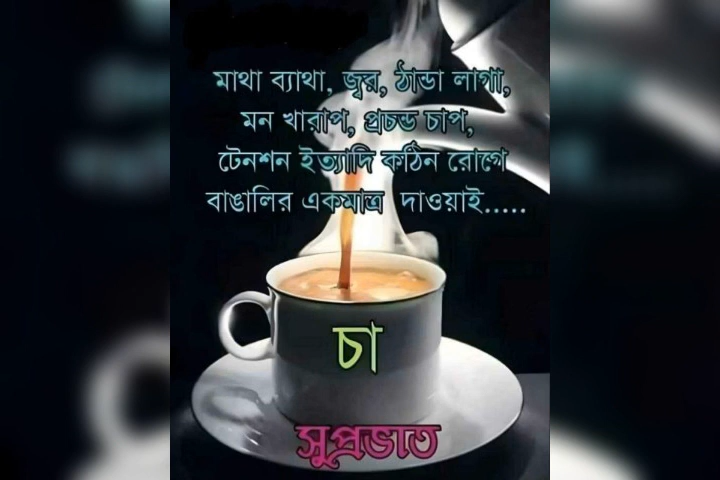 মাথা ব্যাথা, জ্বর, ঠান্ডা লাগা,
মন খারাপ, প্রচন্ড চাপ,
টেনশন ইত্যাদি কঠিন রোগে
বাঙালির একমাত্র দাওয়াই.....
চা
সুপ্রভাত